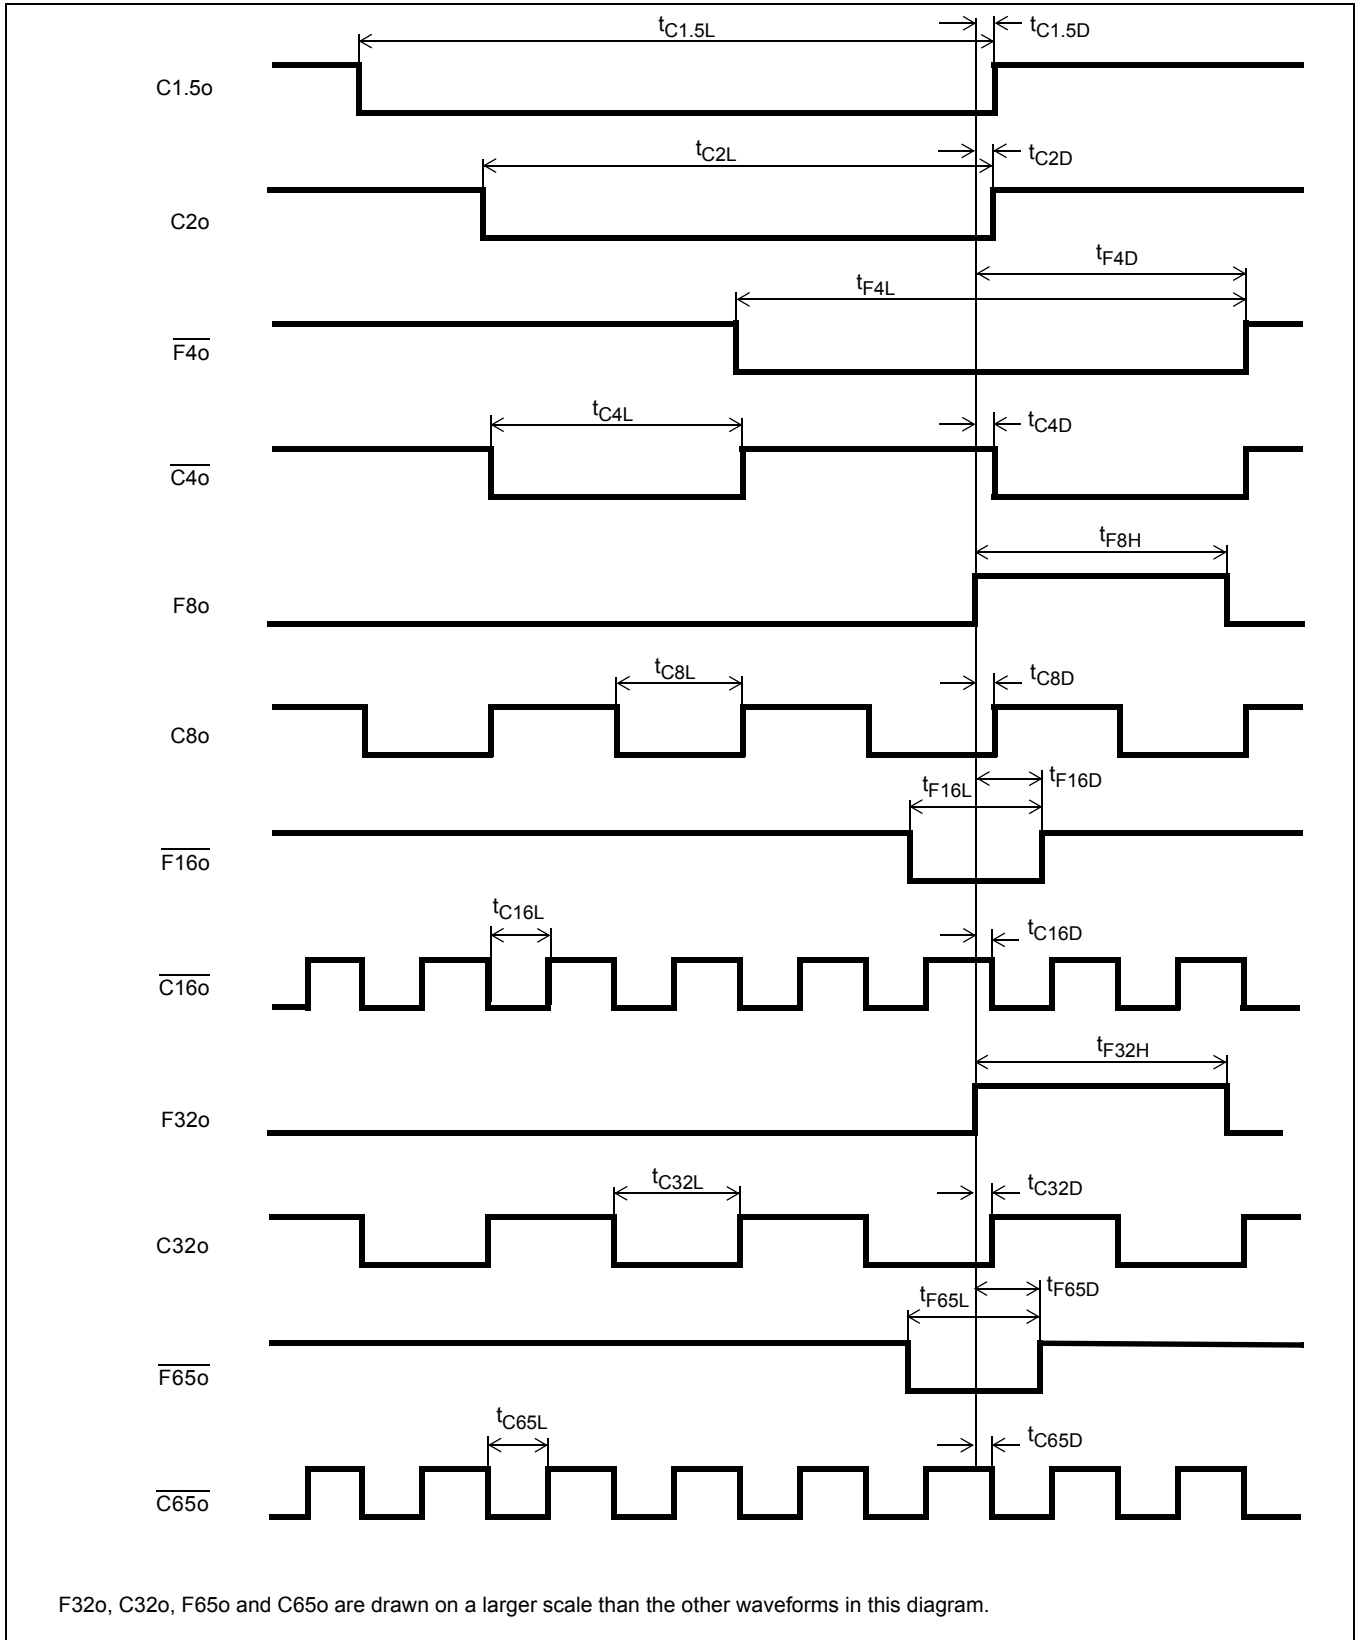 tC1.5L
tC1.5D
C1.5o
tC2L
tC2D
C2o
tF4D
tF4L
F4o
tC4L
tC4D
C4o
tF8H
F8o
tC8L
tC8D
C8o
tF16L
tF16D
F16o
tC16L
tC16D
C16o
tF32H
F32o
tC32L
tC32D
C32o
tF65L
tF65D
F65o
tC65L
tC65D
C65o
F32o, C32o, F65o and C65o are drawn on a larger scale than the other waveforms in this diagram.